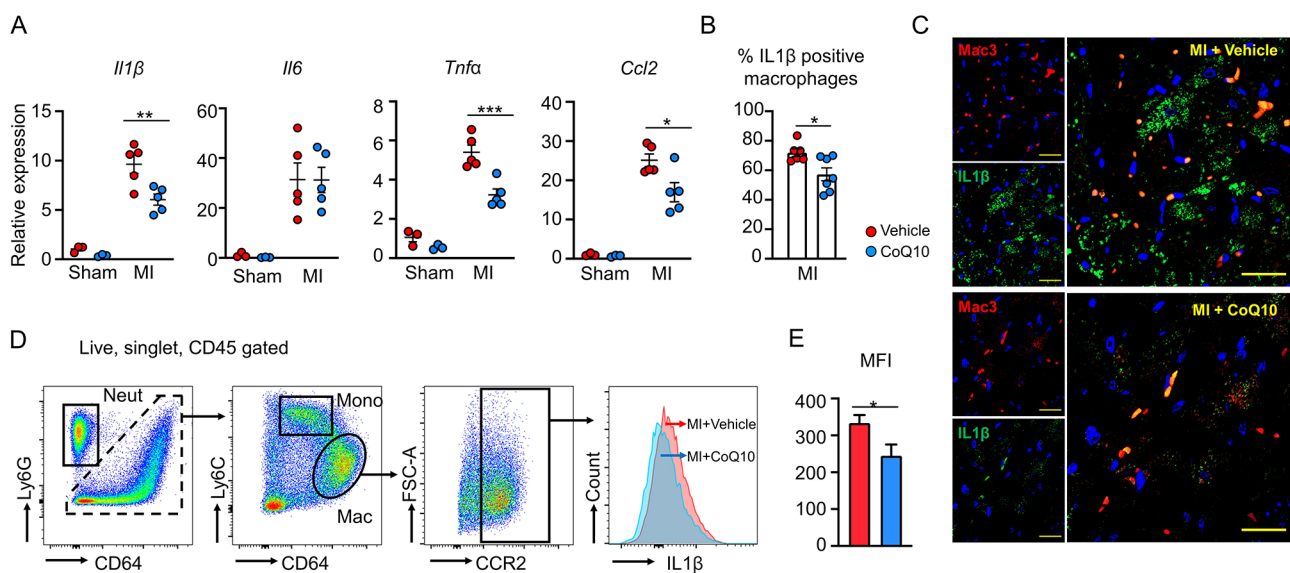 A
Il1β
Il6
Tnfα
Ccl2
Relative expression
15
10
5
0
**
Sham MI
60
40
20
0
Sham MI
8
6
4
2
0
***
Sham MI
40
30
20
10
0
*
Sham MI
B
% IL1β positive
macrophages
100
80
60
40
20
0
*
MI
Vehicle
CoQ10
C
Mac3
MI + Vehicle
IL1β
Mac3
MI + CoQ10
IL1β
D
Live, singlet, CD45 gated
Neut
Ly6G
CD64
Mono
Mac
Ly6C
CD64
FSC-A
CCR2
MI+Vehicle
MI+CoQ10
Count
IL1β
E
MFI
400
300
200
100
0
*